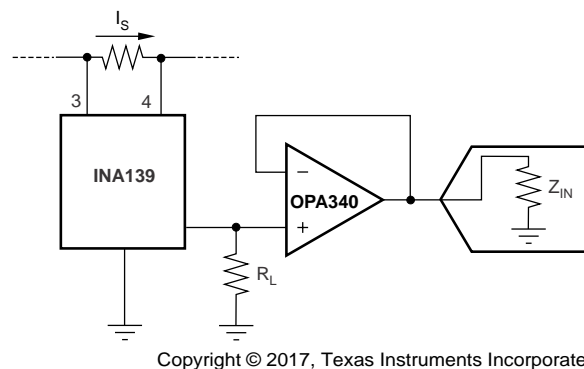 I_S
3 4
INA139
−
OPA340
+
R_L
Z_IN
Copyright © 2017, Texas Instruments Incorporate